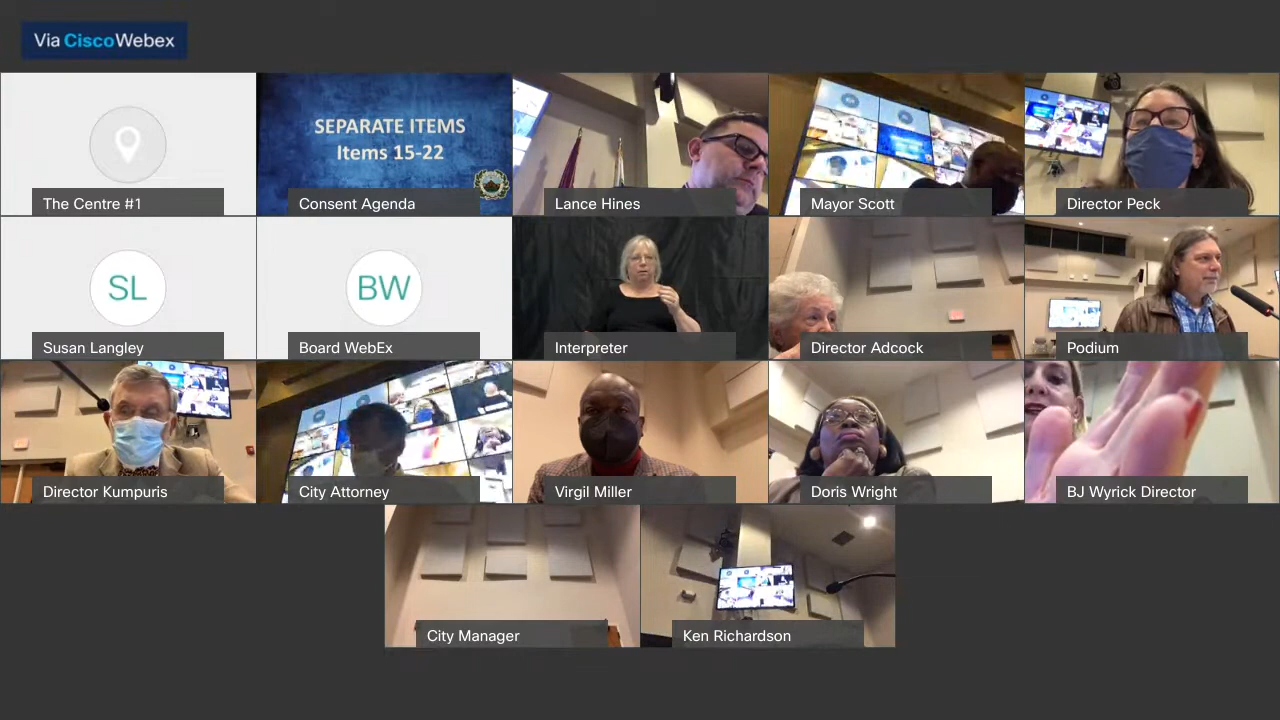 Via Cisco Webex
The Centre #1
SEPARATE ITEMS
Items 15-22
Consent Agenda
Lance Hines
Mayor Scott
Director Peck
SL
Susan Langley
BW
Board WebEx
Interpreter
Director Adcock
Podium
Director Kumpuris
City Attorney
Virgil Miller
Doris Wright
BJ Wyrick Director
City Manager
Ken Richardson